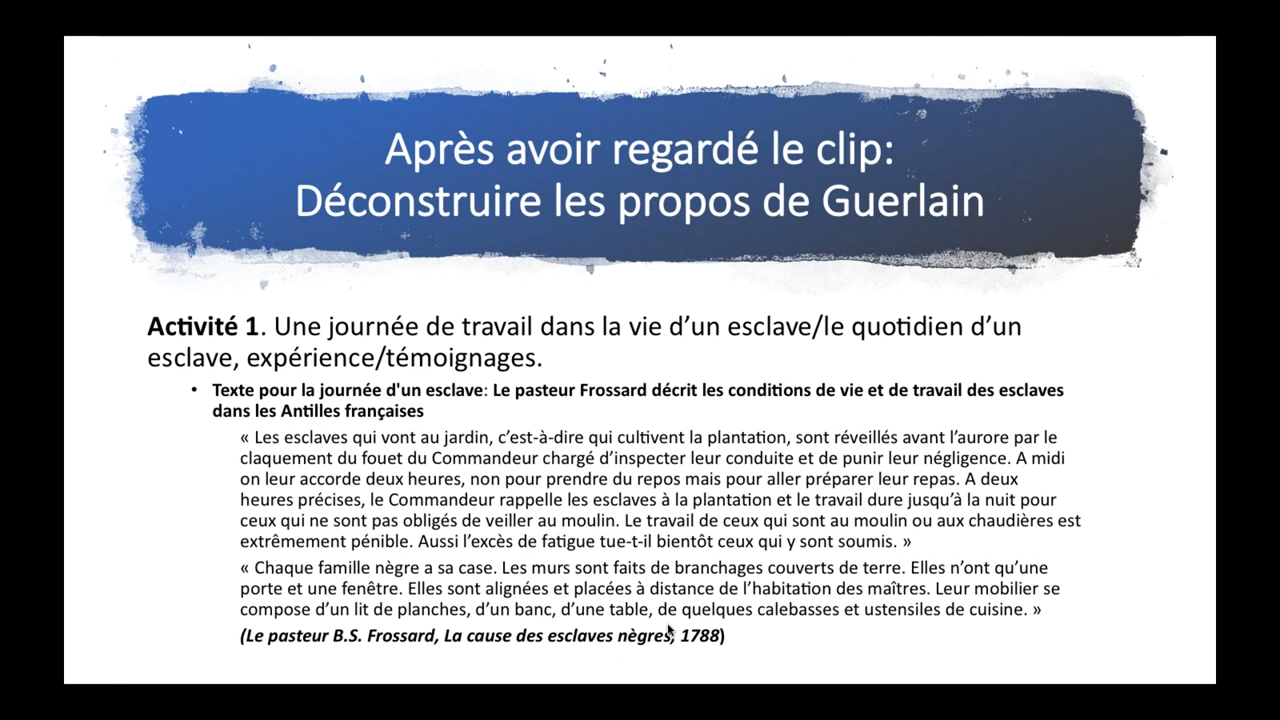 Après avoir regardé le clip:
Déconstruire les propos de Guerlain
Activité 1. Une journée de travail dans la vie d’un esclave/le quotidien d’un
esclave, expérience/témoignages.
• Texte pour la journée d'un esclave: Le pasteur Frossard décrit les conditions de vie et de travail des esclaves
dans les Antilles françaises
« Les esclaves qui vont au jardin, c’est-à-dire qui cultivent la plantation, sont réveillés avant l’aurore par le
claquement du fouet du Commandeur chargé d’inspecter leur conduite et de punir leur négligence. A midi
on leur accorde deux heures, non pour prendre du repos mais pour aller préparer leur repas. A deux
heures précises, le Commandeur rappelle les esclaves à la plantation et le travail dure jusqu’à la nuit pour
ceux qui ne sont pas obligés de veiller au moulin. Le travail de ceux qui sont au moulin ou aux chaudières est
extrêmement pénible. Aussi l’excès de fatigue tue-t-il bientôt ceux qui y sont soumis. »
« Chaque famille nègre a sa case. Les murs sont faits de branchages couverts de terre. Elles n’ont qu’une
porte et une fenêtre. Elles sont alignées et placées à distance de l’habitation des maîtres. Leur mobilier se
compose d’un lit de planches, d’un banc, d’une table, de quelques calebasses et ustensiles de cuisine. »
(Le pasteur B.S. Frossard, La cause des esclaves nègres, 1788)